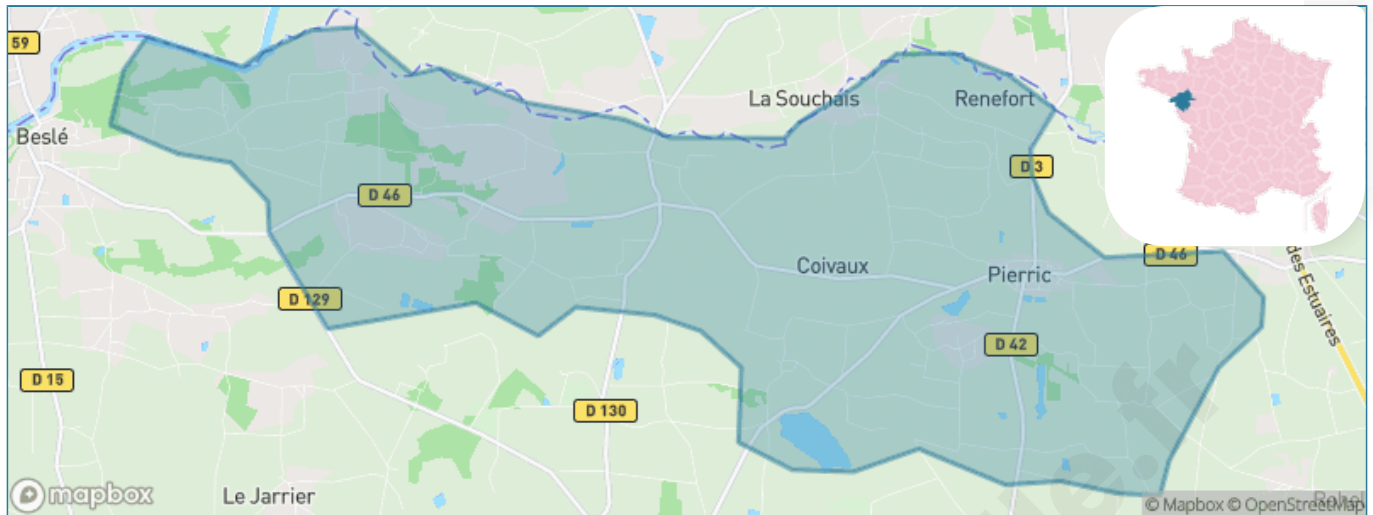 59
La Souchais
Renefort
Beslé
D 3
D 46
D 46
des Estuaires
Coivaux
Pierric
D 129
D 42
D 15
D 130
mapbox
Le Jarrier
© Mapbox © OpenStreetMap